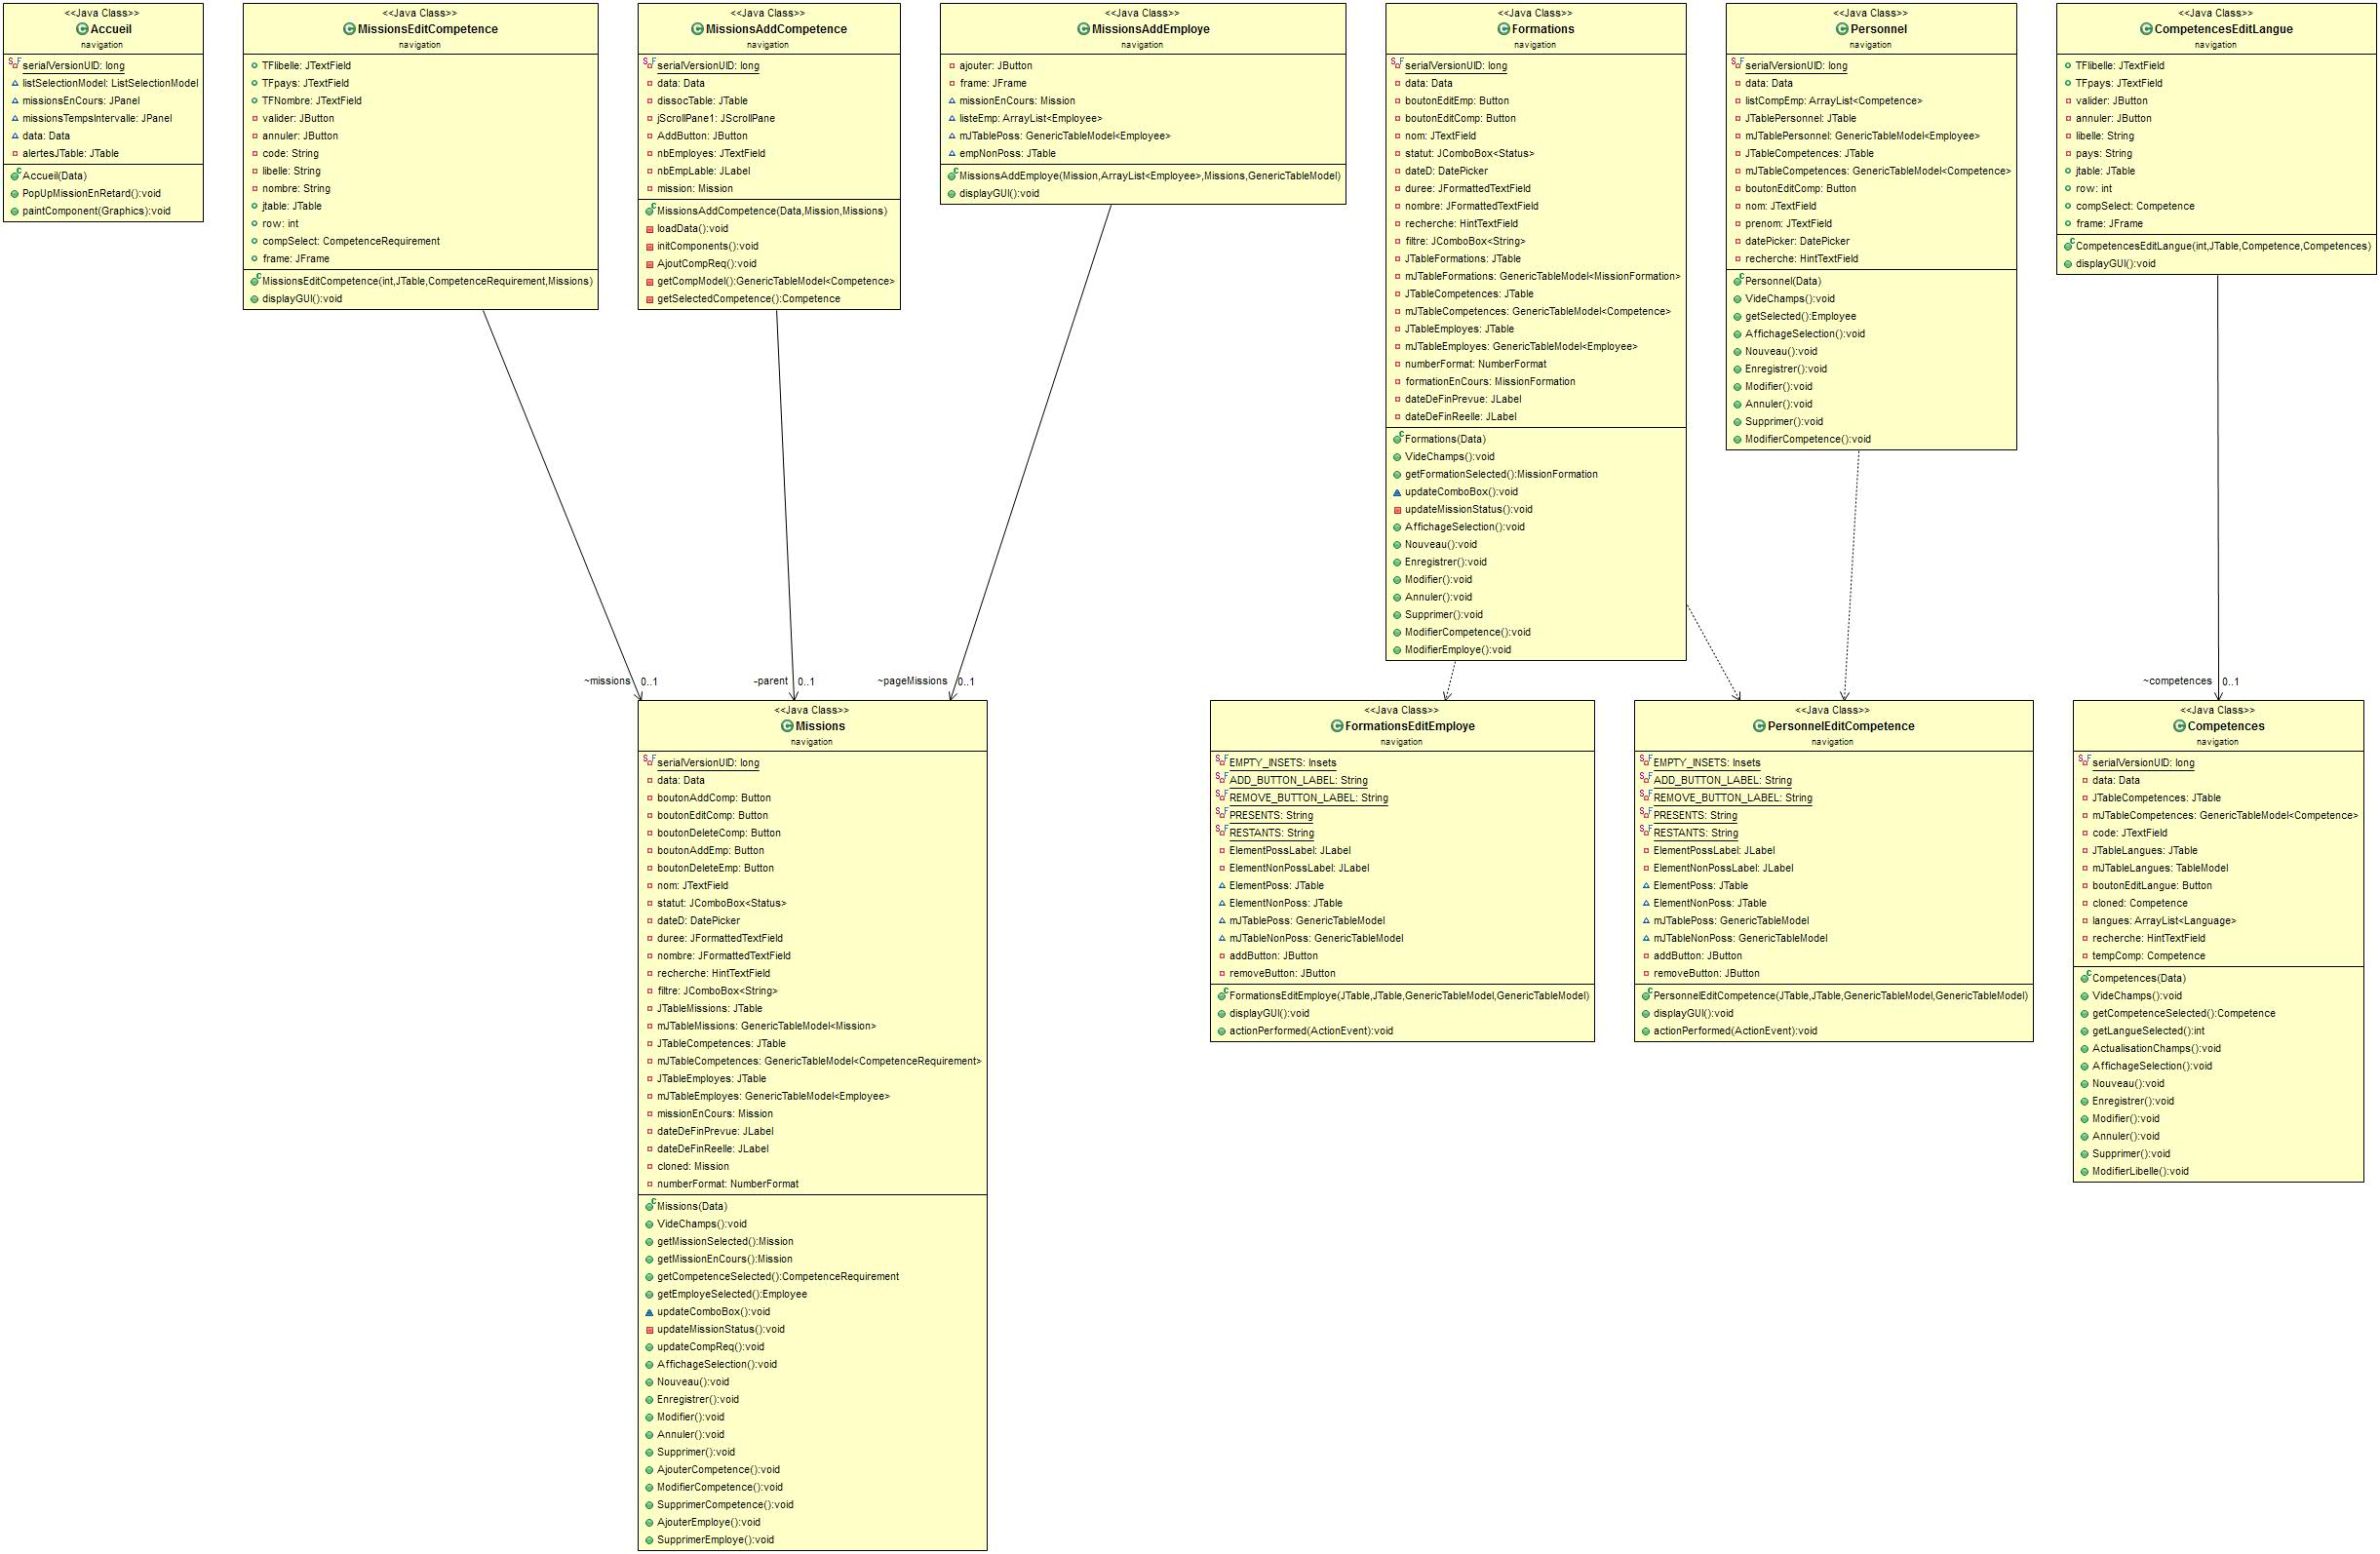 <<Java Class>>
Accueil
navigation
serialVersionUID: long
listSelectionModel: ListSelectionModel
missionsEnCours: JPanel
missionsTempsIntervalle: JPanel
data: Data
alertesJTable: JTable
Accueil(Data)
PopUpMissionEnRetard():void
paintComponent(Graphics):void
<<Java Class>>
MissionsEditCompetence
navigation
TFlibelle: JTextField
TFpays: JTextField
TFNombre: JTextField
valider: JButton
annuler: JButton
code: String
libelle: String
nombre: String
jtable: JTable
row: int
compSelect: CompetenceRequirement
frame: JFrame
MissionsEditCompetence(int,JTable,CompetenceRequirement,Missions)
displayGUI():void
<<Java Class>>
MissionsAddCompetence
navigation
serialVersionUID: long
data: Data
dissocTable: JTable
jScrollPane1: JScrollPane
AddButton: JButton
nbEmployes: JTextField
nbEmpLable: JLabel
mission: Mission
MissionsAddCompetence(Data,Mission,Missions)
loadData():void
initComponents():void
AjoutCompReq():void
getCompModel():GenericTableModel<Competence>
getSelectedCompetence():Competence
<<Java Class>>
MissionsAddEmploye
navigation
ajouter: JButton
frame: JFrame
missionEnCours: Mission
listeEmp: ArrayList<Employee>
mJTablePoss: GenericTableModel<Employee>
empNonPoss: JTable
MissionsAddEmploye(Mission,ArrayList<Employee>,Missions,GenericTableModel)
displayGUI():void
<<Java Class>>
Formations
navigation
serialVersionUID: long
data: Data
boutonEditEmp: Button
boutonEditComp: Button
nom: JTextField
statut: JComboBox<Status>
dateD: DatePicker
duree: JFormattedTextField
nombre: JFormattedTextField
recherche: HintTextField
filtre: JComboBox<String>
JTableFormations: JTable
mJTableFormations: GenericTableModel<MissionFormation>
JTableCompetences: JTable
mJTableCompetences: GenericTableModel<Competence>
JTableEmployes: JTable
mJTableEmployes: GenericTableModel<Employee>
numberFormat: NumberFormat
formationEnCours: MissionFormation
dateDeFinPrevue: JLabel
dateDeFinReelle: JLabel
Formations(Data)
VideChamps():void
getFormationSelected():MissionFormation
updateComboBox():void
updateMissionStatus():void
AffichageSelection():void
Nouveau():void
Enregistrer():void
Modifier():void
Annuler():void
Supprimer():void
ModifierCompetence():void
ModifierEmploye():void
<<Java Class>>
Personnel
navigation
serialVersionUID: long
data: Data
listCompEmp: ArrayList<Competence>
JTablePersonnel: JTable
mJTablePersonnel: GenericTableModel<Employee>
JTableCompetences: JTable
mJTableCompetences: GenericTableModel<Competence>
boutonEditComp: Button
nom: JTextField
prenom: JTextField
datePicker: DatePicker
recherche: HintTextField
Personnel(Data)
VideChamps():void
getSelected():Employee
AffichageSelection():void
Nouveau():void
Enregistrer():void
Modifier():void
Annuler():void
Supprimer():void
ModifierCompetence():void
<<Java Class>>
CompetencesEditLangue
navigation
TFlibelle: JTextField
TFpays: JTextField
valider: JButton
annuler: JButton
libelle: String
pays: String
jtable: JTable
row: int
compSelect: Competence
frame: JFrame
CompetencesEditLangue(int,JTable,Competence,Competences)
displayGUI():void
~missions 0..1
-parent 0..1
~pageMissions 0..1
~competences 0..1
<<Java Class>>
Missions
navigation
serialVersionUID: long
data: Data
boutonAddComp: Button
boutonEditComp: Button
boutonDeleteComp: Button
boutonAddEmp: Button
boutonDeleteEmp: Button
nom: JTextField
statut: JComboBox<Status>
dateD: DatePicker
duree: JFormattedTextField
nombre: JFormattedTextField
recherche: HintTextField
filtre: JComboBox<String>
JTableMissions: JTable
mJTableMissions: GenericTableModel<Mission>
JTableCompetences: JTable
mJTableCompetences: GenericTableModel<CompetenceRequirement>
JTableEmployes: JTable
mJTableEmployes: GenericTableModel<Employee>
missionEnCours: Mission
dateDeFinPrevue: JLabel
dateDeFinReelle: JLabel
cloned: Mission
numberFormat: NumberFormat
Missions(Data)
VideChamps():void
getMissionSelected():Mission
getMissionEnCours():Mission
getCompetenceSelected():CompetenceRequirement
getEmployeSelected():Employee
updateComboBox():void
updateMissionStatus():void
updateCompReq():void
AffichageSelection():void
Nouveau():void
Enregistrer():void
Modifier():void
Annuler():void
Supprimer():void
AjouterCompetence():void
ModifierCompetence():void
SupprimerCompetence():void
AjouterEmploye():void
SupprimerEmploye():void
<<Java Class>>
FormationsEditEmploye
navigation
EMPTY_INSETS: Insets
ADD_BUTTON_LABEL: String
REMOVE_BUTTON_LABEL: String
PRESENTS: String
RESTANTS: String
ElementPossLabel: JLabel
ElementNonPossLabel: JLabel
ElementPoss: JTable
ElementNonPoss: JTable
mJTablePoss: GenericTableModel
mJTableNonPoss: GenericTableModel
addButton: JButton
removeButton: JButton
FormationsEditEmploye(JTable,JTable,GenericTableModel,GenericTableModel)
displayGUI():void
actionPerformed(ActionEvent):void
<<Java Class>>
PersonnelEditCompetence
navigation
EMPTY_INSETS: Insets
ADD_BUTTON_LABEL: String
REMOVE_BUTTON_LABEL: String
PRESENTS: String
RESTANTS: String
ElementPossLabel: JLabel
ElementNonPossLabel: JLabel
ElementPoss: JTable
ElementNonPoss: JTable
mJTablePoss: GenericTableModel
mJTableNonPoss: GenericTableModel
addButton: JButton
removeButton: JButton
PersonnelEditCompetence(JTable,JTable,GenericTableModel,GenericTableModel)
displayGUI():void
actionPerformed(ActionEvent):void
<<Java Class>>
Competences
navigation
serialVersionUID: long
data: Data
JTableCompetences: JTable
mJTableCompetences: GenericTableModel<Competence>
code: JTextField
JTableLangues: JTable
mJTableLangues: TableModel
boutonEditLangue: Button
cloned: Competence
langues: ArrayList<Language>
recherche: HintTextField
tempComp: Competence
Competences(Data)
VideChamps():void
getCompetenceSelected():Competence
getLangueSelected():int
ActualisationChamps():void
AffichageSelection():void
Nouveau():void
Enregistrer():void
Modifier():void
Annuler():void
Supprimer():void
ModifierLibelle():void